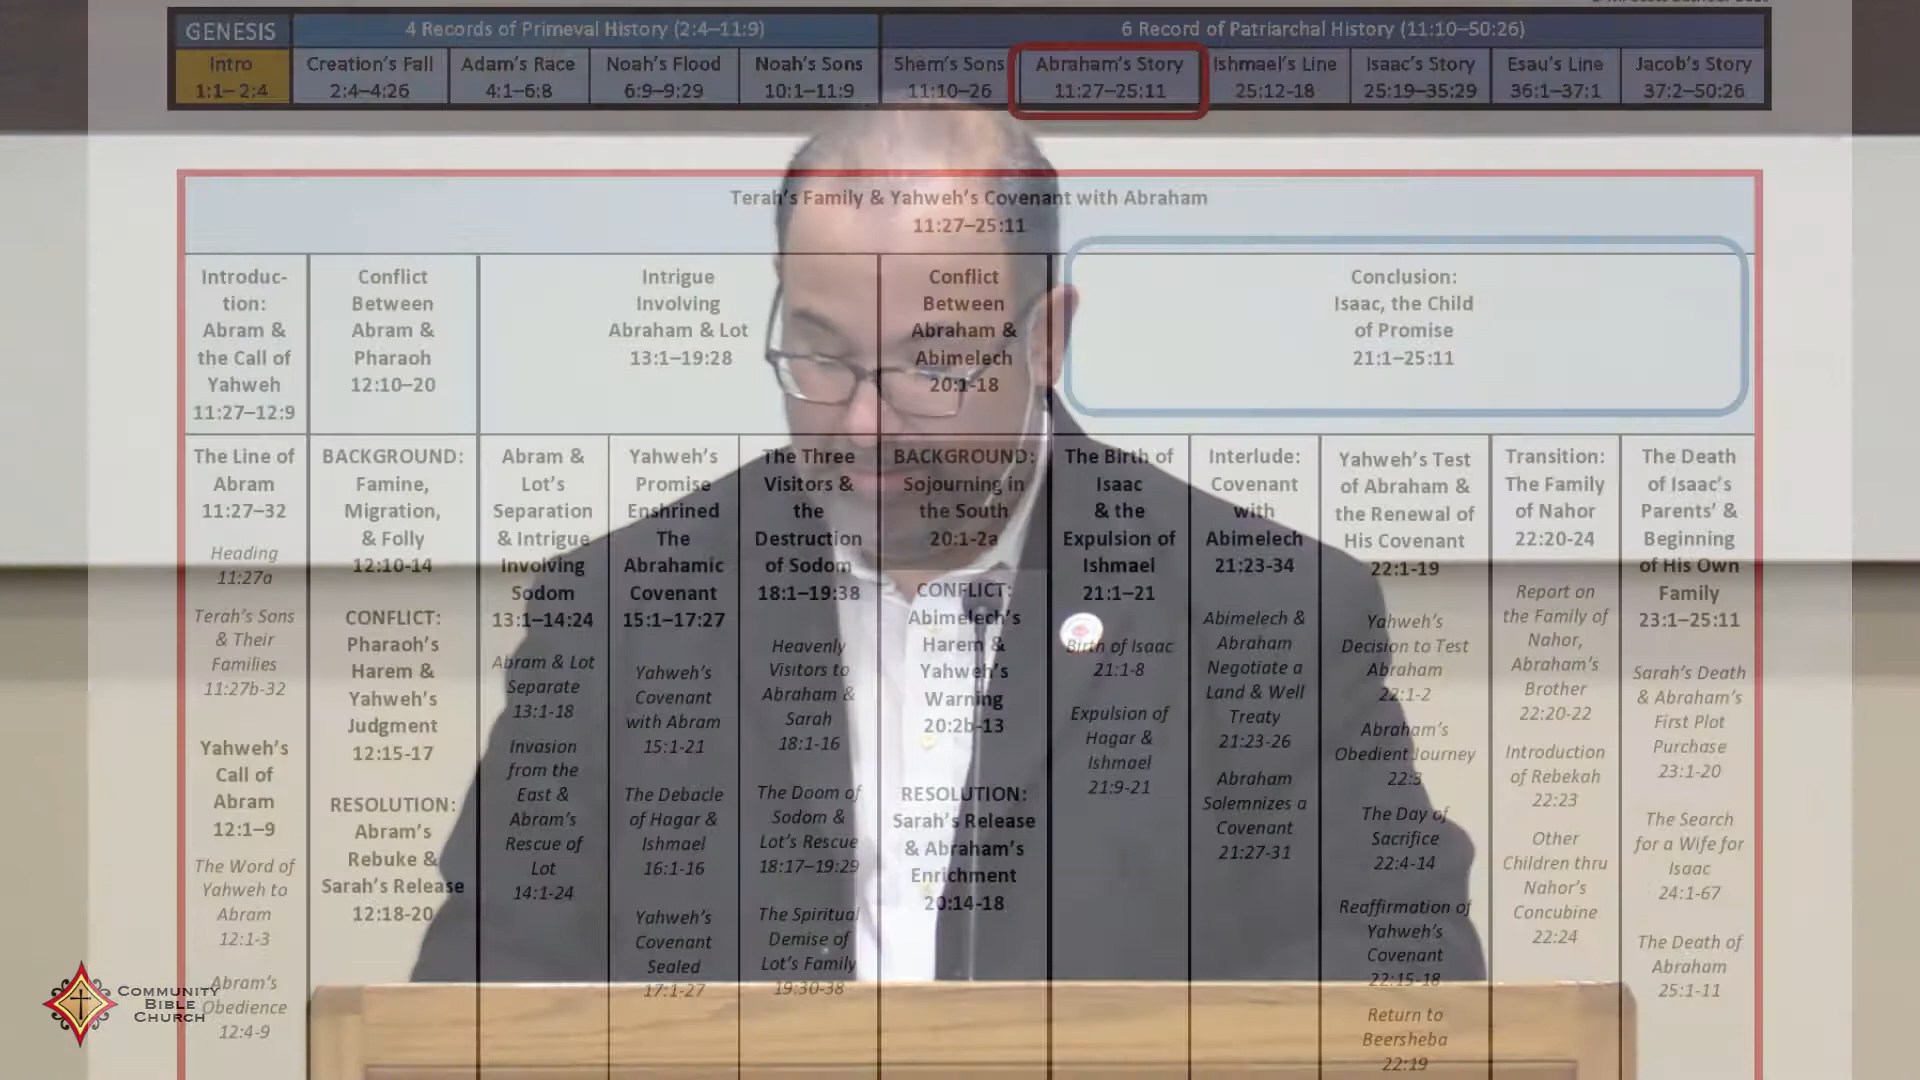 GENESIS
4 Records of Primeval History (2:4–11:9)
6 Record of Patriarchal History (11:10–50:26)
Intro
1:1– 2:4
Creation's Fall
2:4–4:26
Adam's Race
4:1–6:8
Noah's Flood
6:9–9:29
Noah's Sons
10:1–11:9
Shem's Sons
11:10–26
Abraham's Story
11:27–25:11
Ishmael's Line
25:12-18
Isaac's Story
25:19–35:29
Esau's Line
36:1–37:1
Jacob's Story
37:2–50:26
Terah's Family & Yahweh's Covenant with Abraham
11:27–25:11
Introduc-
tion:
Abram &
the Call of
Yahweh
11:27–12:9
Conflict
Between
Abram &
Pharaoh
12:10–20
Intrigue
Involving
Abraham & Lot
13:1–19:28
Conflict
Between
Abraham &
Abimelech
20:1-18
Conclusion:
Isaac, the Child
of Promise
21:1–25:11
The Line of
Abram
11:27–32
Heading
11:27a
Terah's Sons
& Their
Families
11:27b-32
Yahweh's
Call of
Abram
12:1–9
The Word of
Yahweh to
Abram
12:1-3
Abram's
Obedience
12:4-9
BACKGROUND:
Famine,
Migration,
& Folly
12:10-14
CONFLICT:
Pharaoh's
Harem &
Yahweh's
Judgment
12:15-17
RESOLUTION:
Abram's
Rebuke &
Sarah's Release
12:18-20
Abram &
Lot's
Separation
& Intrigue
Involving
Sodom
13:1–14:24
Abram & Lot
Separate
13:1-18
Invasion
from the
East &
Abram's
Rescue of
Lot
14:1-24
Yahweh's
Promise
Enshrined
The
Abrahamic
Covenant
15:1–17:27
Yahweh's
Covenant
with Abram
15:1-21
The Debacle
of Hagar &
Ishmael
16:1-16
Yahweh's
Covenant
Sealed
17:1-27
The Three
Visitors &
the
Destruction
of Sodom
18:1–19:38
Heavenly
Visitors to
Abraham &
Sarah
18:1-16
The Doom of
Sodom &
Lot's Rescue
18:17–19:29
The Spiritual
Demise of
Lot's Family
19:30-38
BACKGROUND:
Sojourning in
the South
20:1-2a
CONFLICT:
Abimelech's
Harem &
Yahweh's
Warning
20:2b-13
RESOLUTION:
Sarah's Release
& Abraham's
Enrichment
20:14-18
The Birth of
Isaac
& the
Expulsion of
Ishmael
21:1–21
Birth of Isaac
21:1-8
Expulsion of
Hagar &
Ishmael
21:9-21
Interlude:
Covenant
with
Abimelech
21:23-34
Abimelech &
Abraham
Negotiate a
Land & Well
Treaty
21:23-26
Abraham
Solemnizes a
Covenant
21:27-31
Yahweh's Test
of Abraham &
the Renewal of
His Covenant
22:1-19
Yahweh's
Decision to Test
Abraham
22:1-2
Abraham's
Obedient Journey
22:3
The Day of
Sacrifice
22:4-14
Reaffirmation of
Yahweh's
Covenant
22:15-18
Return to
Beersheba
22:19
Transition:
The Family
of Nahor
22:20-24
Report on
the Family of
Nahor,
Abraham's
Brother
22:20-22
Introduction
of Rebekah
22:23
Other
Children thru
Nahor's
Concubine
22:24
The Death
of Isaac's
Parents' &
Beginning
of His Own
Family
23:1–25:11
Sarah's Death
& Abraham's
First Plot
Purchase
23:1-20
The Search
for a Wife for
Isaac
24:1-67
The Death of
Abraham
25:1-11
COMMUNITY
BIBLE
CHURCH